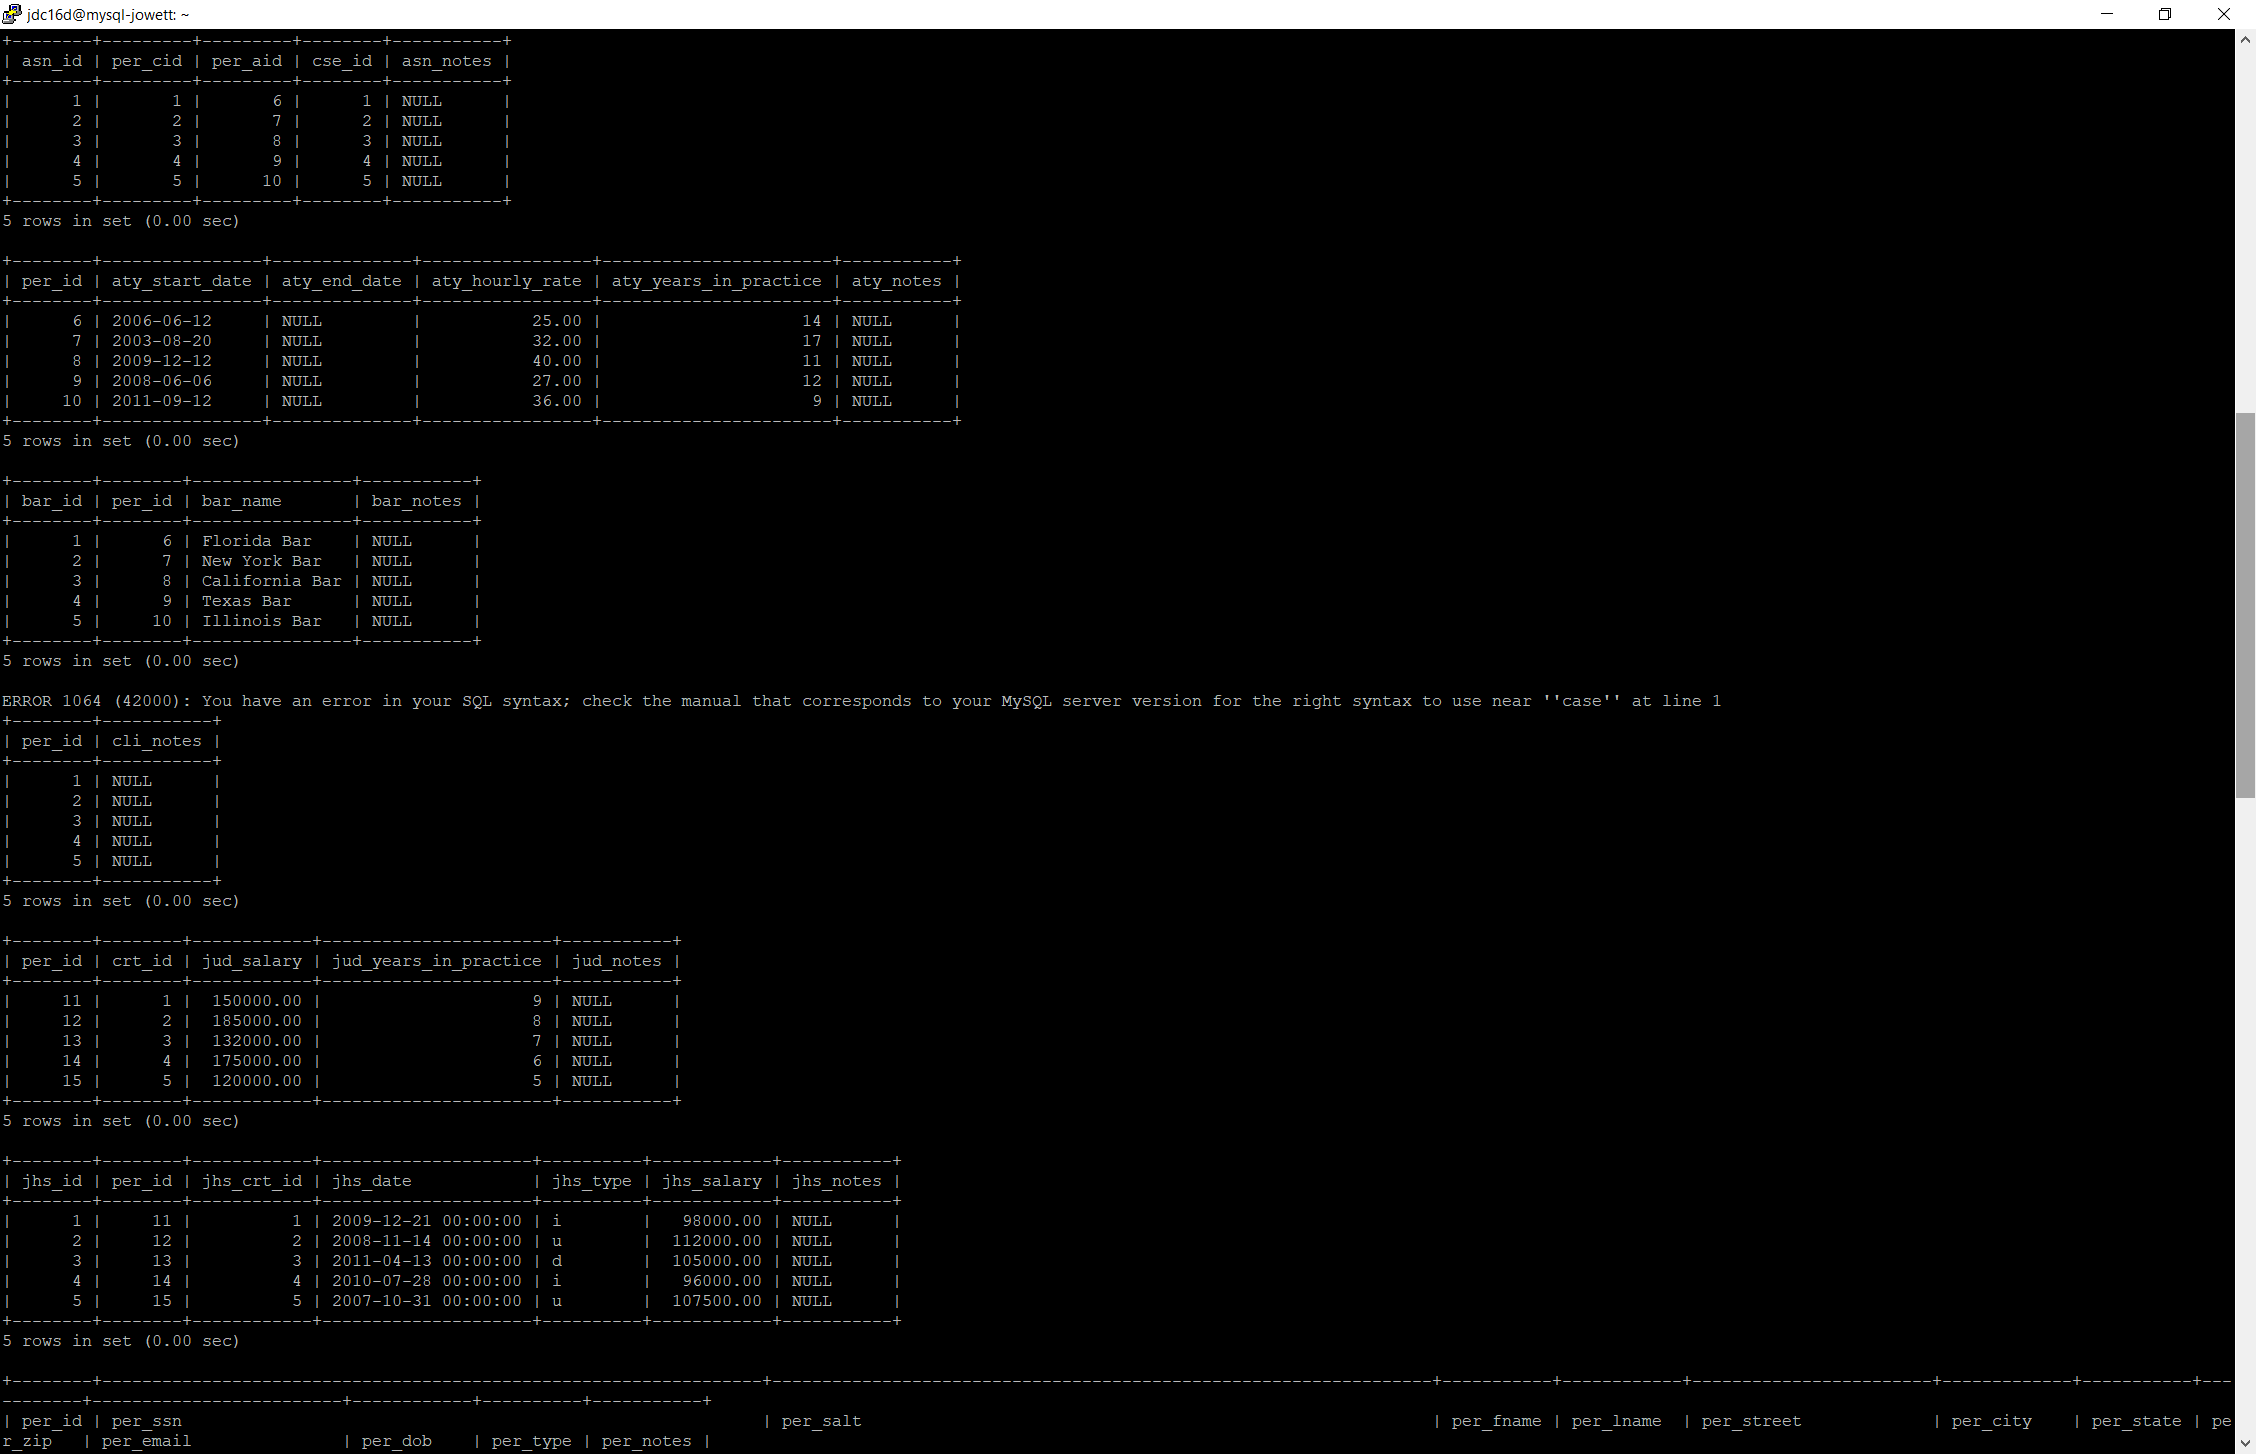 jdc16d@mysql-jowett: ~
+--------+---------+---------+--------+-----------+
| asn_id | per_cid | per_aid | cse_id | asn_notes |
+--------+---------+---------+--------+-----------+
|      1 |       1 |       6 |      1 | NULL      |
|      2 |       2 |       7 |      2 | NULL      |
|      3 |       3 |       8 |      3 | NULL      |
|      4 |       4 |       9 |      4 | NULL      |
|      5 |       5 |      10 |      5 | NULL      |
+--------+---------+---------+--------+-----------+
5 rows in set (0.00 sec)

+--------+----------------+--------------+-----------------+-----------------------+-----------+
| per_id | aty_start_date | aty_end_date | aty_hourly_rate | aty_years_in_practice | aty_notes |
+--------+----------------+--------------+-----------------+-----------------------+-----------+
|      6 | 2006-06-12     | NULL         |           25.00 |                    14 | NULL      |
|      7 | 2003-08-20     | NULL         |           32.00 |                    17 | NULL      |
|      8 | 2009-12-12     | NULL         |           40.00 |                    11 | NULL      |
|      9 | 2008-06-06     | NULL         |           27.00 |                    12 | NULL      |
|     10 | 2011-09-12     | NULL         |           36.00 |                     9 | NULL      |
+--------+----------------+--------------+-----------------+-----------------------+-----------+
5 rows in set (0.00 sec)

+--------+--------+----------------+-----------+
| bar_id | per_id | bar_name       | bar_notes |
+--------+--------+----------------+-----------+
|      1 |      6 | Florida Bar    | NULL      |
|      2 |      7 | New York Bar   | NULL      |
|      3 |      8 | California Bar | NULL      |
|      4 |      9 | Texas Bar      | NULL      |
|      5 |     10 | Illinois Bar   | NULL      |
+--------+--------+----------------+-----------+
5 rows in set (0.00 sec)

ERROR 1064 (42000): You have an error in your SQL syntax; check the manual that corresponds to your MySQL server version for the right syntax to use near ''case'' at line 1
+--------+-----------+
| per_id | cli_notes |
+--------+-----------+
|      1 | NULL      |
|      2 | NULL      |
|      3 | NULL      |
|      4 | NULL      |
|      5 | NULL      |
+--------+-----------+
5 rows in set (0.00 sec)

+--------+--------+------------+-----------------------+-----------+
| per_id | crt_id | jud_salary | jud_years_in_practice | jud_notes |
+--------+--------+------------+-----------------------+-----------+
|     11 |      1 |  150000.00 |                     9 | NULL      |
|     12 |      2 |  185000.00 |                     8 | NULL      |
|     13 |      3 |  132000.00 |                     7 | NULL      |
|     14 |      4 |  175000.00 |                     6 | NULL      |
|     15 |      5 |  120000.00 |                     5 | NULL      |
+--------+--------+------------+-----------------------+-----------+
5 rows in set (0.00 sec)

+--------+--------+------------+---------------------+----------+------------+-----------+
| jhs_id | per_id | jhs_crt_id | jhs_date            | jhs_type | jhs_salary | jhs_notes |
+--------+--------+------------+---------------------+----------+------------+-----------+
|      1 |     11 |          1 | 2009-12-21 00:00:00 | i        |   98000.00 | NULL      |
|      2 |     12 |          2 | 2008-11-14 00:00:00 | u        |  112000.00 | NULL      |
|      3 |     13 |          3 | 2011-04-13 00:00:00 | d        |  105000.00 | NULL      |
|      4 |     14 |          4 | 2010-07-28 00:00:00 | i        |   96000.00 | NULL      |
|      5 |     15 |          5 | 2007-10-31 00:00:00 | u        |  107500.00 | NULL      |
+--------+--------+------------+---------------------+----------+------------+-----------+
5 rows in set (0.00 sec)

+--------+------------------------------------------------------------------+------------------------------------------------------------------+-----------+------------+------------------------+------------+-----------+---
--------+-------------------------+------------+----------+-----------+
| per_id | per_ssn                                                          | per_salt                                                         | per_fname | per_lname  | per_street             | per_city    | per_state | pe
r_zip   | per_email               | per_dob    | per_type | per_notes |